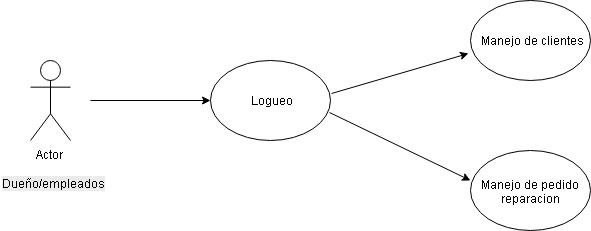 Manejo de clientes
Logueo
Actor
Dueño/empleados
Manejo de pedido
reparacion